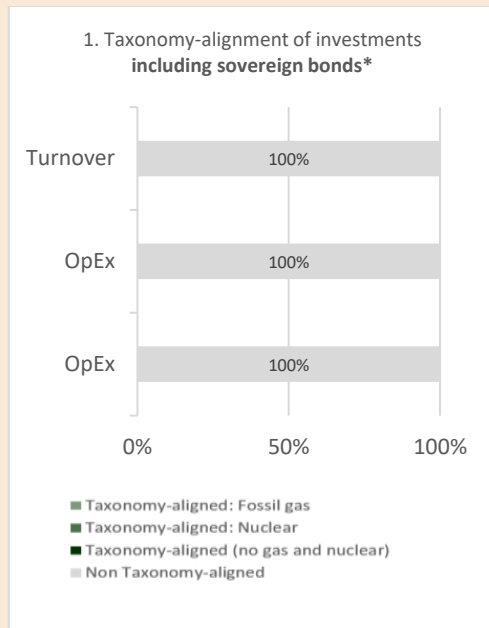 1. Taxonomy-alignment of investments
including sovereign bonds*
Turnover
100%
OpEx
100%
OpEx
100%
0% 50% 100%
Taxonomy-aligned: Fossil gas
Taxonomy-aligned: Nuclear
Taxonomy-aligned (no gas and nuclear)
Non Taxonomy-aligned